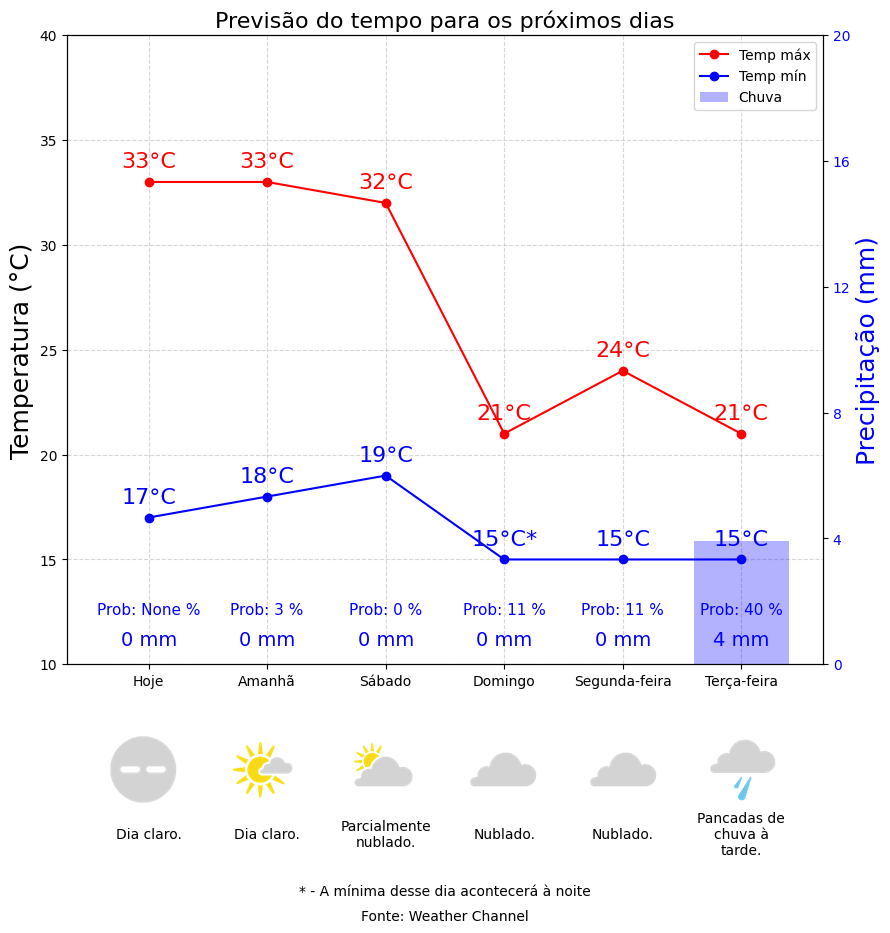 Previsão do tempo para os próximos dias
Temperatura (°C)
Precipitação (mm)
40
35
30
25
20
15
10
20
16
12
8
4
0
Temp máx
Temp mín
Chuva
33°C 33°C 32°C 21°C 24°C 21°C
17°C 18°C 19°C 15°C* 15°C 15°C
Prob: None % Prob: 3 % Prob: 0 % Prob: 11 % Prob: 11 % Prob: 40 %
0 mm 0 mm 0 mm 0 mm 0 mm 4 mm
Hoje Amanhã Sábado Domingo Segunda-feira Terça-feira
Dia claro.
Dia claro.
Parcialmente
nublado.
Nublado.
Nublado.
Pancadas de
chuva à
tarde.
* - A mínima desse dia acontecerá à noite
Fonte: Weather Channel